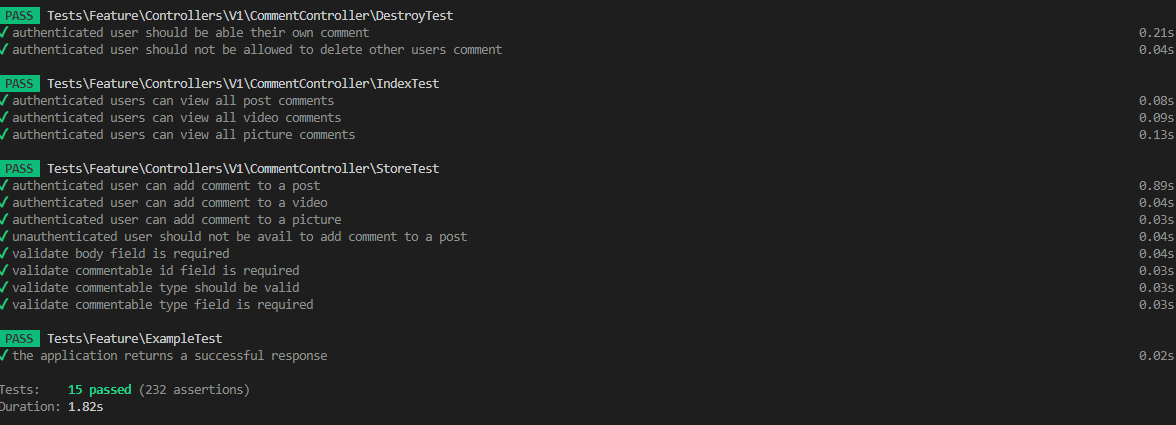 PASS Tests\Feature\Controllers\V1\CommentController\DestroyTest
✓ authenticated user should be able their own comment 0.21s
✓ authenticated user should not be allowed to delete other users comment 0.04s
PASS Tests\Feature\Controllers\V1\CommentController\IndexTest
✓ authenticated users can view all post comments 0.08s
✓ authenticated users can view all video comments 0.09s
✓ authenticated users can view all picture comments 0.13s
PASS Tests\Feature\Controllers\V1\CommentController\StoreTest
✓ authenticated user can add comment to a post 0.89s
✓ authenticated user can add comment to a video 0.04s
✓ authenticated user can add comment to a picture 0.03s
✓ unauthenticated user should not be avail to add comment to a post 0.04s
✓ validate body field is required 0.04s
✓ validate commentable id field is required 0.03s
✓ validate commentable type should be valid 0.03s
✓ validate commentable type field is required 0.03s
PASS Tests\Feature\ExampleTest
✓ the application returns a successful response 0.02s
Tests: 15 passed (232 assertions)
Duration: 1.82s